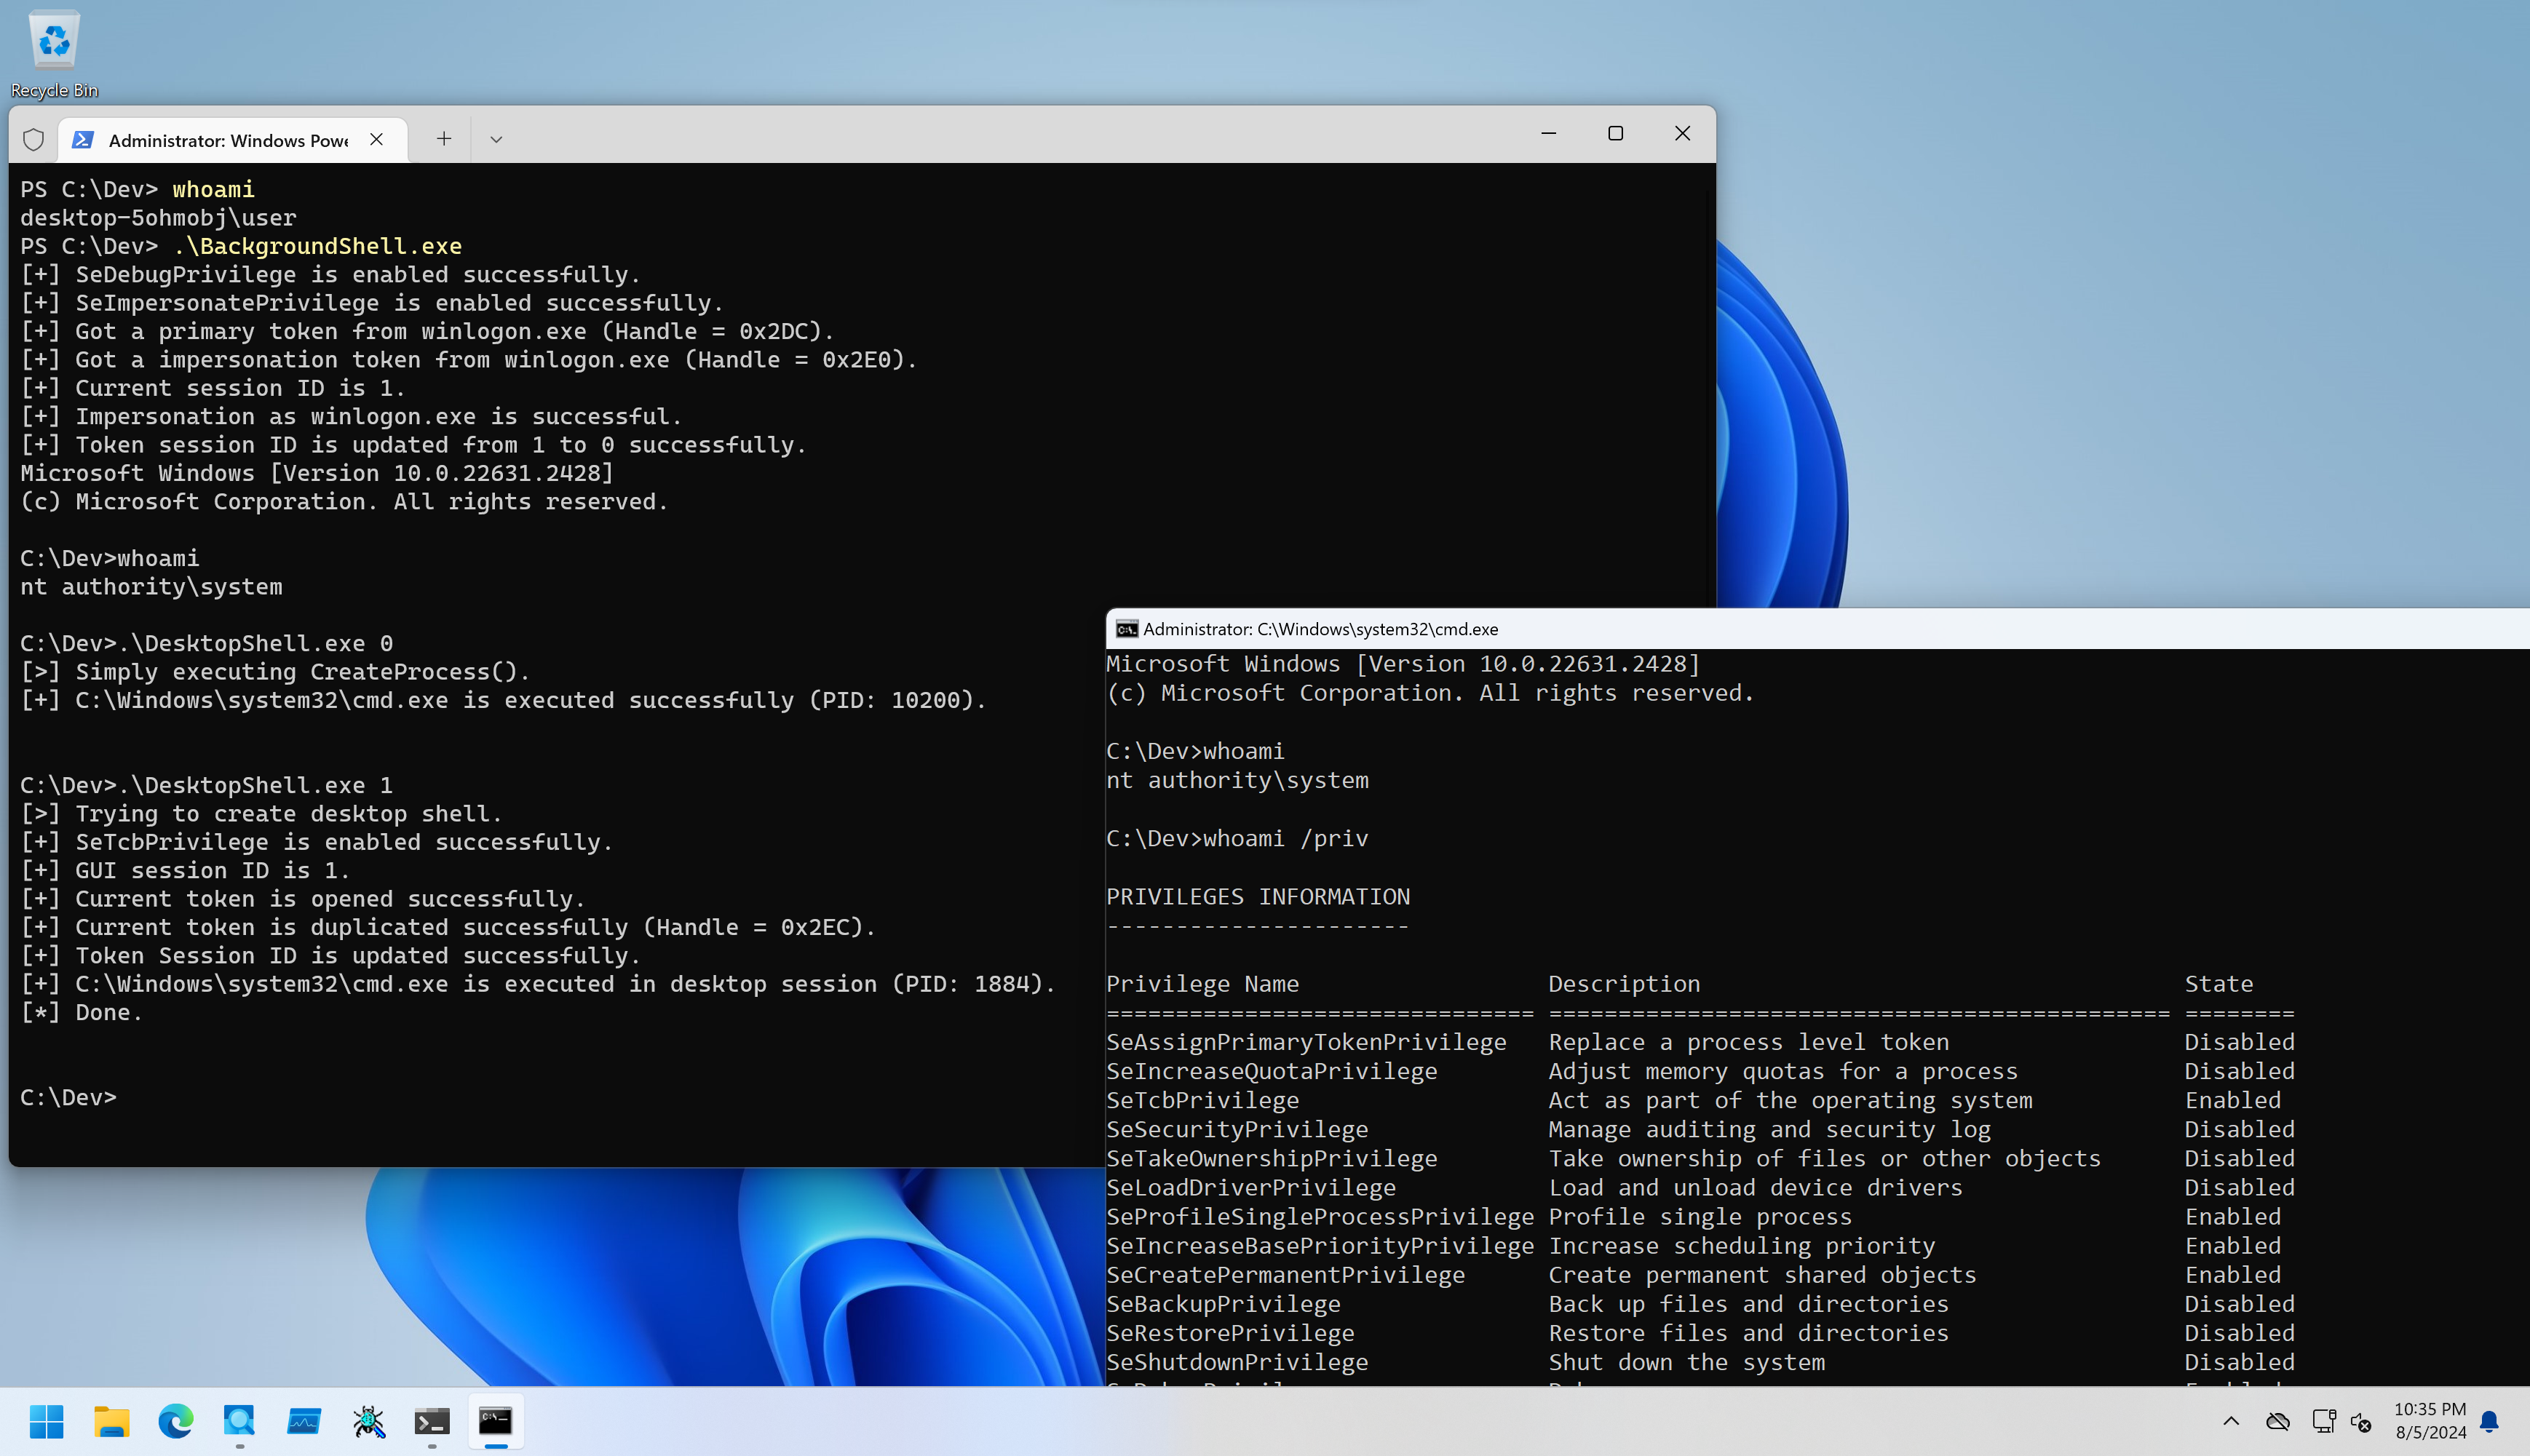 Recycle Bin
Administrator: Windows Powe
PS C:\Dev> whoami
desktop-5ohmobj\user
PS C:\Dev> .\BackgroundShell.exe
[+] SeDebugPrivilege is enabled successfully.
[+] SeImpersonatePrivilege is enabled successfully.
[+] Got a primary token from winlogon.exe (Handle = 0x2DC).
[+] Got a impersonation token from winlogon.exe (Handle = 0x2E0).
[+] Current session ID is 1.
[+] Impersonation as winlogon.exe is successful.
[+] Token session ID is updated from 1 to 0 successfully.
Microsoft Windows [Version 10.0.22631.2428]
(c) Microsoft Corporation. All rights reserved.
C:\Dev>whoami
nt authority\system
C:\Dev>.\DesktopShell.exe 0
[>] Simply executing CreateProcess().
[+] C:\Windows\system32\cmd.exe is executed successfully (PID: 10200).
C:\Dev>.\DesktopShell.exe 1
[>] Trying to create desktop shell.
[+] SeTcbPrivilege is enabled successfully.
[+] GUI session ID is 1.
[+] Current token is opened successfully.
[+] Current token is duplicated successfully (Handle = 0x2EC).
[+] Token Session ID is updated successfully.
[+] C:\Windows\system32\cmd.exe is executed in desktop session (PID: 1884).
[*] Done.
C:\Dev>
Administrator: C:\Windows\system32\cmd.exe
Microsoft Windows [Version 10.0.22631.2428]
(c) Microsoft Corporation. All rights reserved.
C:\Dev>whoami
nt authority\system
C:\Dev>whoami /priv
PRIVILEGES INFORMATION
----------------------
Privilege Name Description State
=============================== ============================================= ========
SeAssignPrimaryTokenPrivilege Replace a process level token Disabled
SeIncreaseQuotaPrivilege Adjust memory quotas for a process Disabled
SeTcbPrivilege Act as part of the operating system Enabled
SeSecurityPrivilege Manage auditing and security log Disabled
SeTakeOwnershipPrivilege Take ownership of files or other objects Disabled
SeLoadDriverPrivilege Load and unload device drivers Disabled
SeProfileSingleProcessPrivilege Profile single process Enabled
SeIncreaseBasePriorityPrivilege Increase scheduling priority Enabled
SeCreatePermanentPrivilege Create permanent shared objects Enabled
SeBackupPrivilege Back up files and directories Disabled
SeRestorePrivilege Restore files and directories Disabled
SeShutdownPrivilege Shut down the system Disabled
10:35 PM
8/5/2024